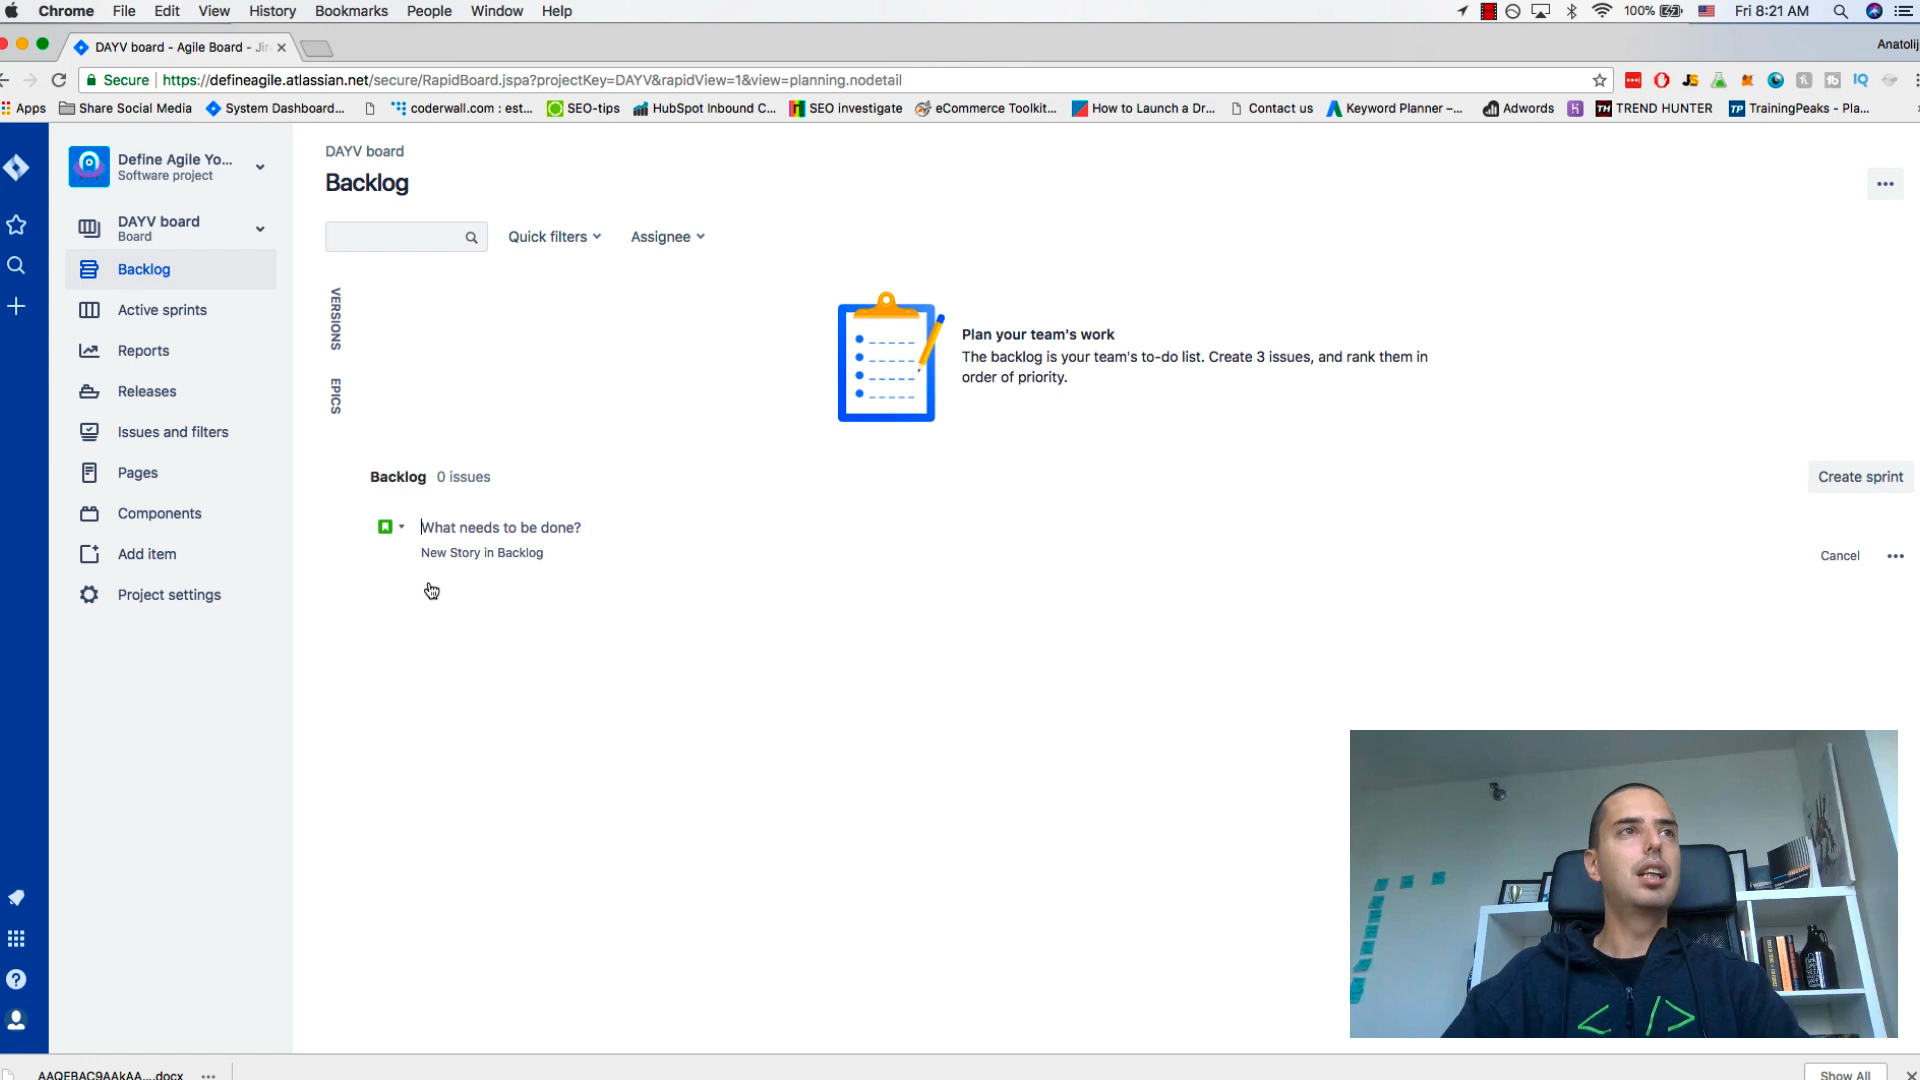 Chrome File Edit View History Bookmarks People Window Help 100% Fri 8:21 AM
DAYV board - Agile Board - Jir Anatolij
Secure https://defineagile.atlassian.net/secure/RapidBoard.jspa?projectKey=DAYV&rapidView=1&view=planning.nodetail
Apps Share Social Media System Dashboard... coderwall.com : est... SEO-tips HubSpot Inbound C... SEO investigate eCommerce Toolkit... How to Launch a Dr... Contact us Keyword Planner –... Adwords TREND HUNTER TrainingPeaks - Pla...
Define Agile Yo...
Software project
DAYV board
Board
Backlog
Active sprints
Reports
Releases
Issues and filters
Pages
Components
Add item
Project settings
DAYV board
Backlog
Quick filters Assignee
VERSIONS
EPICS
Plan your team's work
The backlog is your team's to-do list. Create 3 issues, and rank them in
order of priority.
Backlog 0 issues Create sprint
What needs to be done?
New Story in Backlog
Cancel
</> 
AAQEBAC9AAkAA....docx Show All